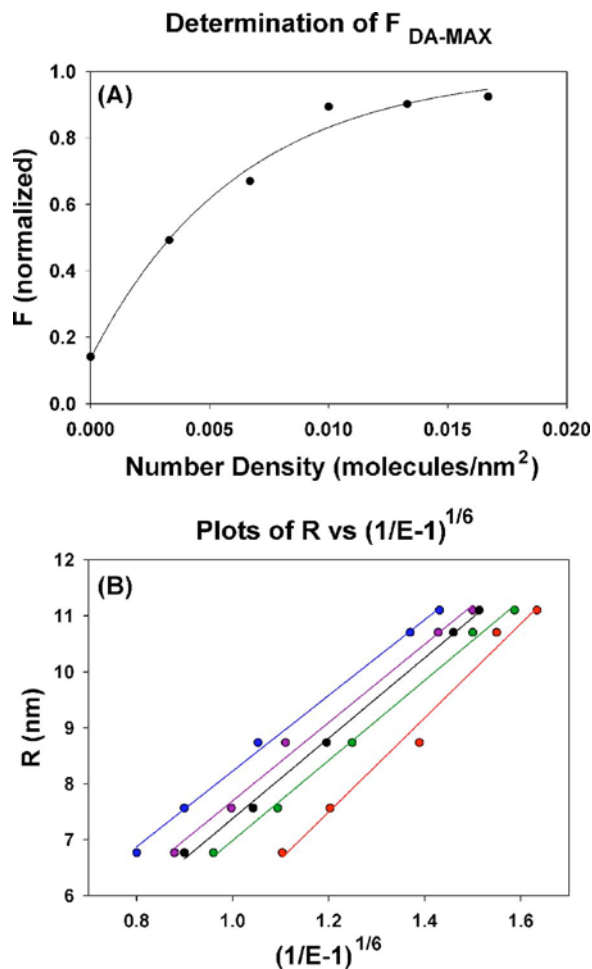 Determination of F DA-MAX
(A)
1.0
0.8
0.6
0.4
0.2
0.0
F (normalized)
0.000 0.005 0.010 0.015 0.020
Number Density (molecules/nm²)
Plots of R vs (1/E-1)^1/6
(B)
12
11
10
9
8
7
6
R (nm)
0.8 1.0 1.2 1.4 1.6
(1/E-1)^1/6